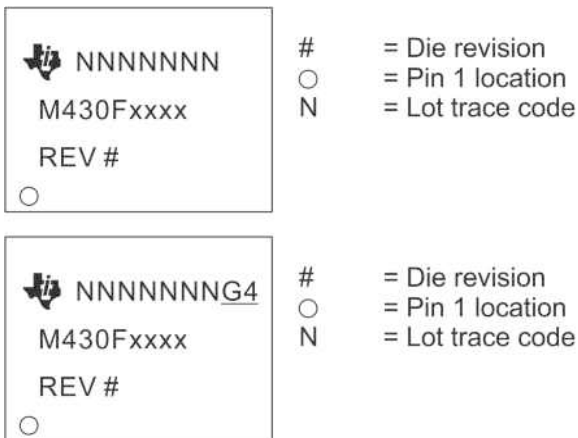 NNNNNNN
M430Fxxxx
REV #
# = Die revision
○ = Pin 1 location
N = Lot trace code
NNNNNNNG4
M430Fxxxx
REV #
# = Die revision
○ = Pin 1 location
N = Lot trace code